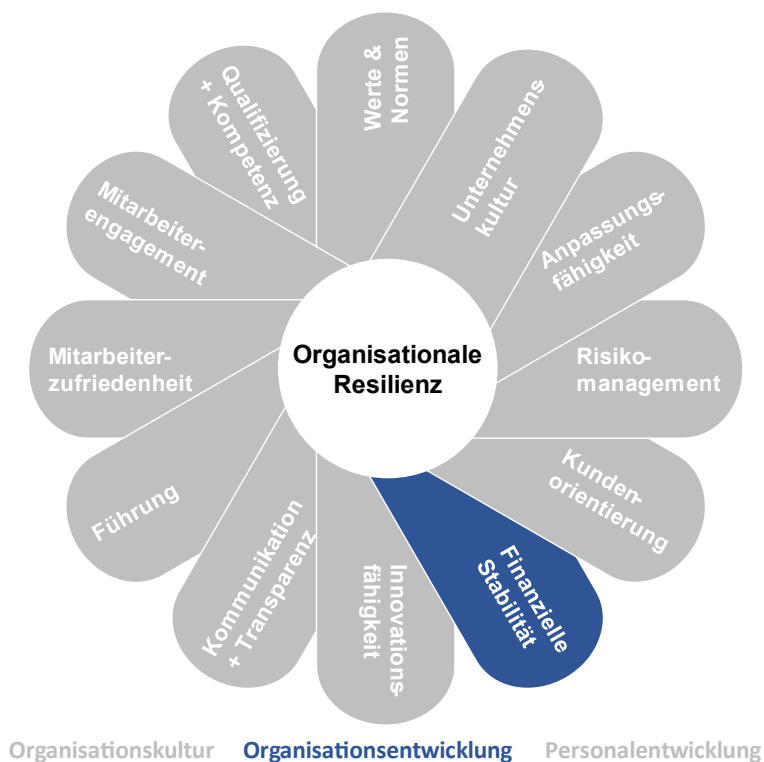 Werte &
Normen
Unternehmens-
kultur
Anpassungs-
fähigkeit
Risiko-
management
Kunden-
orientierung
Finanzielle
Stabilität
Innovations-
fähigkeit
Kommunikation
+ Transparenz
Führung
Mitarbeiter-
zufriedenheit
Mitarbeiter-
engagement
Qualifizierung
+ Kompetenz
Organisationale
Resilienz
Organisationskultur Organisationsentwicklung Personalentwicklung